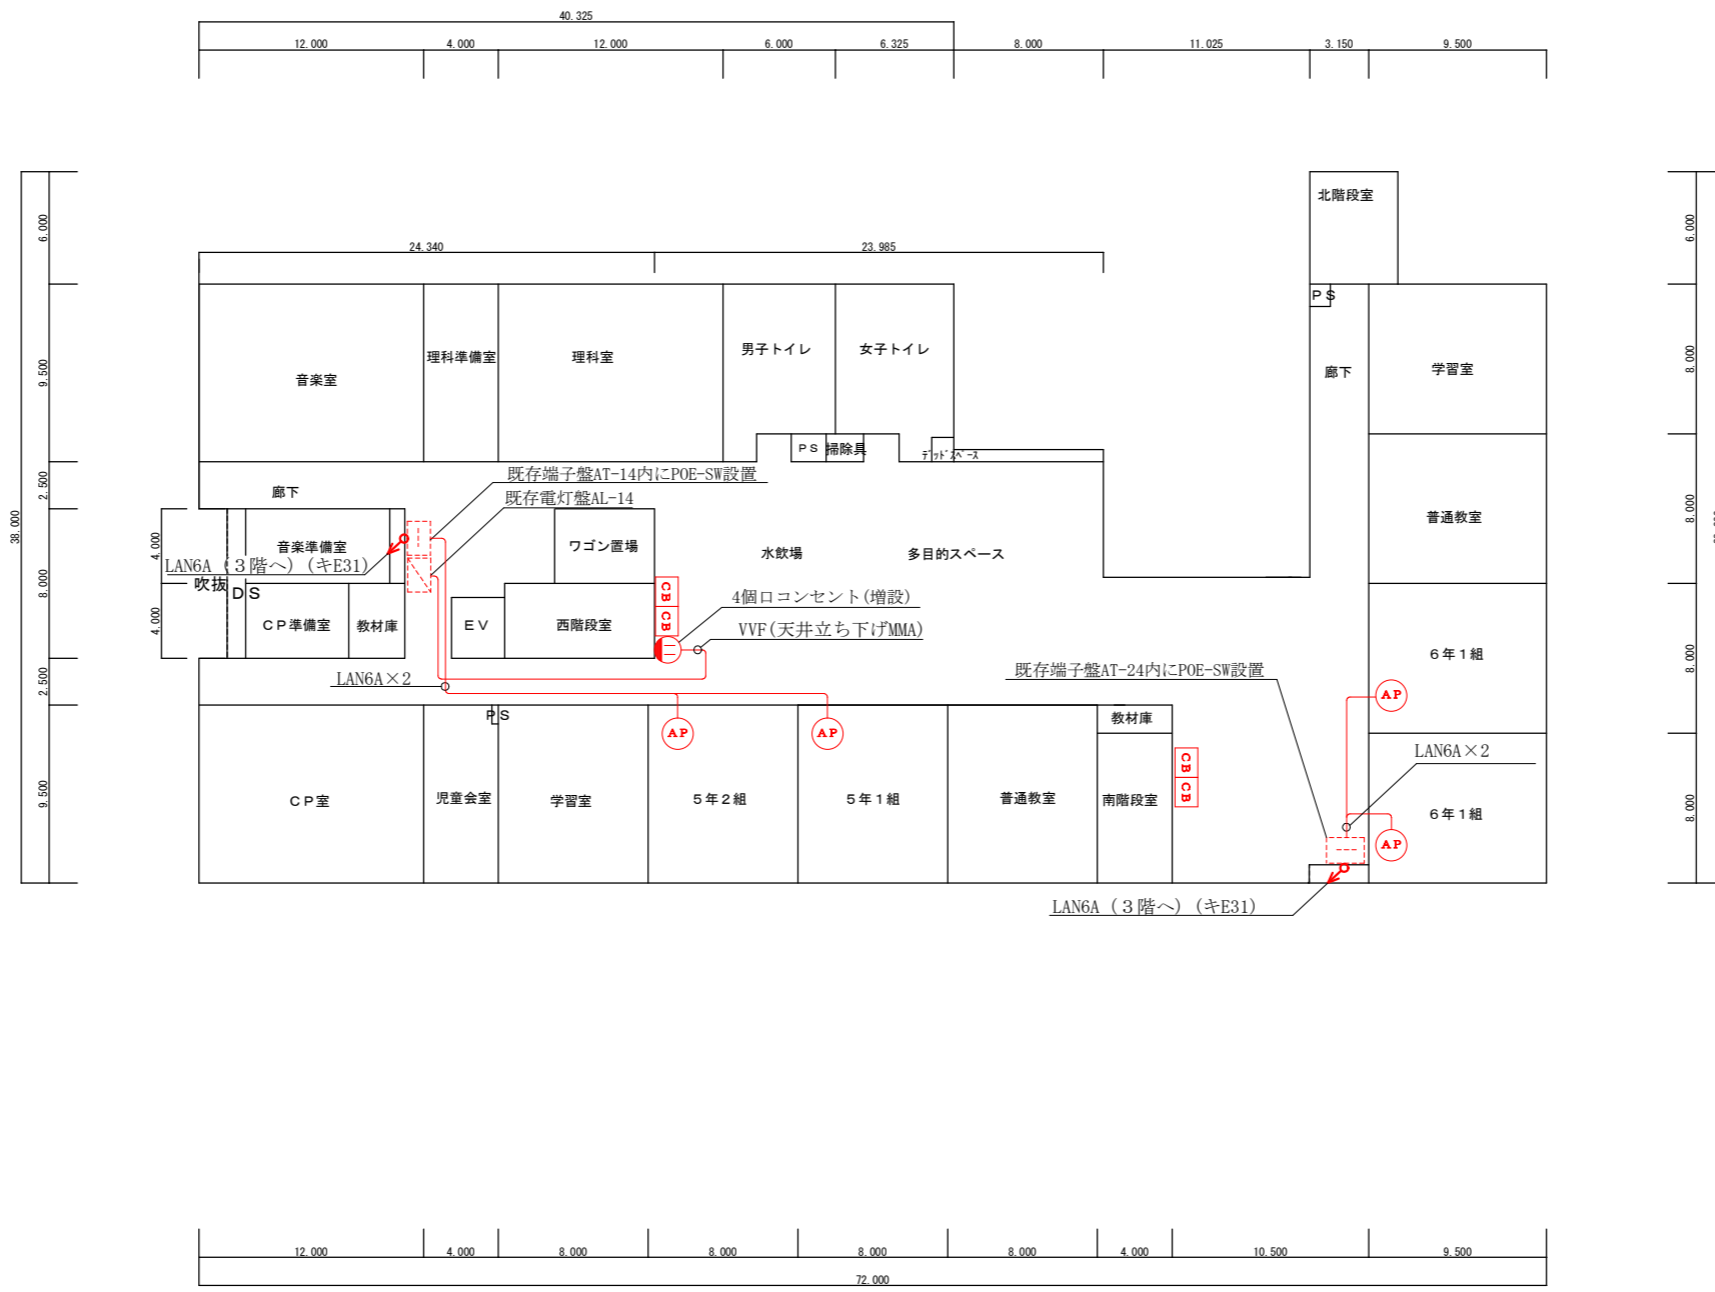 40.325
12.000 4.000 12.000 6.000 6.325 8.000 11.025 3.150 9.500
北階段室
6.000
6.000
24.340 23.985
PS
9.500
音楽室
理科準備室
理科室
男子トイレ
女子トイレ
廊下
学習室
8.000
PS
掃除具
デッドスペース
既存端子盤AT-14内にPOE-SW設置
既存電灯盤AL-14
廊下
2.500
38.000
普通教室
8.000
4.000
音楽準備室
LAN6A (3階へ) (キE31)
ワゴン置場
水飲場
多目的スペース
吹抜
DS
8.000
CB
CB
4個口コンセント(増設)
VVF(天井立ち下げMMA)
4.000
CP準備室
教材庫
EV
西階段室
6年1組
8.000
既存端子盤AT-24内にPOE-SW設置
LAN6A×2
2.500
AP
PS
教材庫
AP
AP
LAN6A×2
CB
CB
9.500
CP室
児童会室
学習室
5年2組
5年1組
普通教室
南階段室
6年1組
8.000
AP
LAN6A (3階へ) (キE31)
12.000 4.000 8.000 8.000 8.000 8.000 4.000 10.500 9.500
72.000